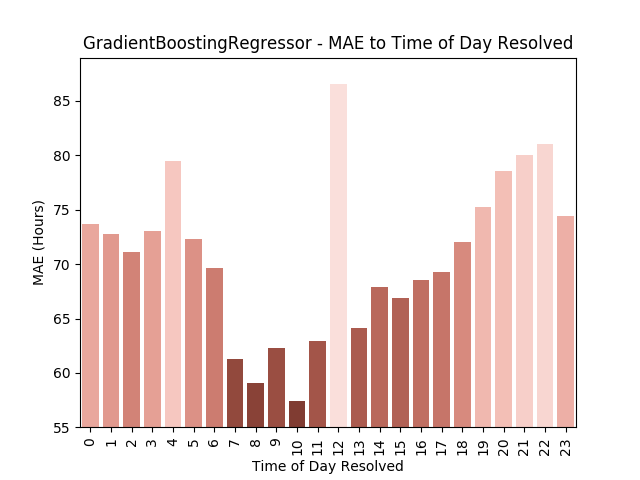 GradientBoostingRegressor - MAE to Time of Day Resolved
85
80
75
70
65
60
55
MAE (Hours)
0 1 2 3 4 5 6 7 8 9 10 11 12 13 14 15 16 17 18 19 20 21 22 23
Time of Day Resolved